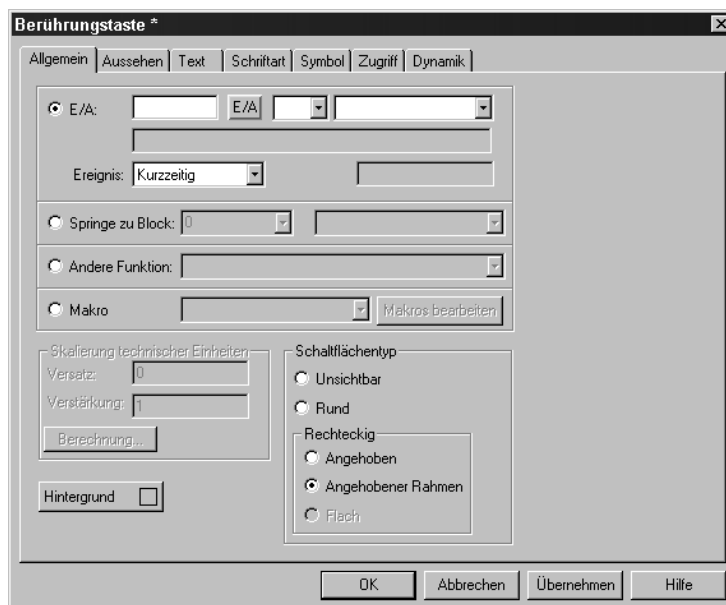 Berührungstaste *
Allgemein Aussehen Text Schriftart Symbol Zugriff Dynamik
E/A: E/A
Ereignis: Kurzzeitig
Springe zu Block: 0
Andere Funktion:
Makro Makros bearbeiten
Skalierung technischer Einheiten
Versatz: 0
Verstärkung: 1
Berechnung...
Hintergrund
Schaltflächentyp
Unsichtbar
Rund
Rechteckig
Angehoben
Angehobener Rahmen
Flach
OK Abbrechen Übernehmen Hilfe